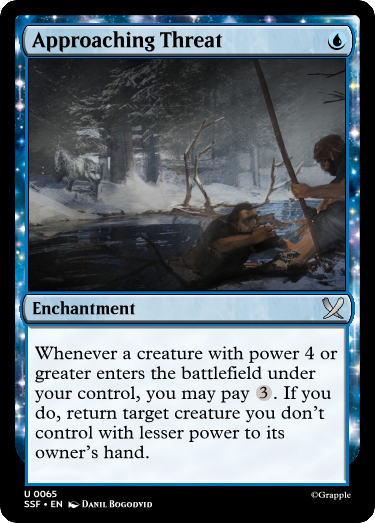 Approaching Threat
Enchantment
Whenever a creature with power 4 or
greater enters the battlefield under
your control, you may pay 3. If you
do, return target creature you don't
control with lesser power to its
owner's hand.
U 0065
SSF • EN Danil Bogodvid
©Grapple